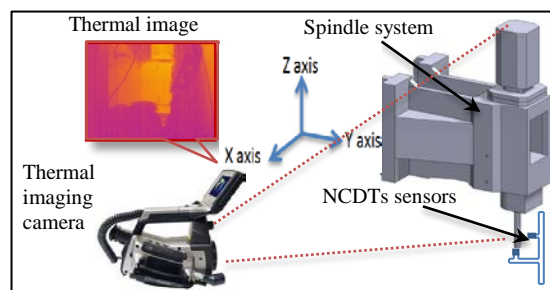 Thermal image
Spindle system
Z axis
Y axis
X axis
Thermal
imaging
camera
NCDTs sensors